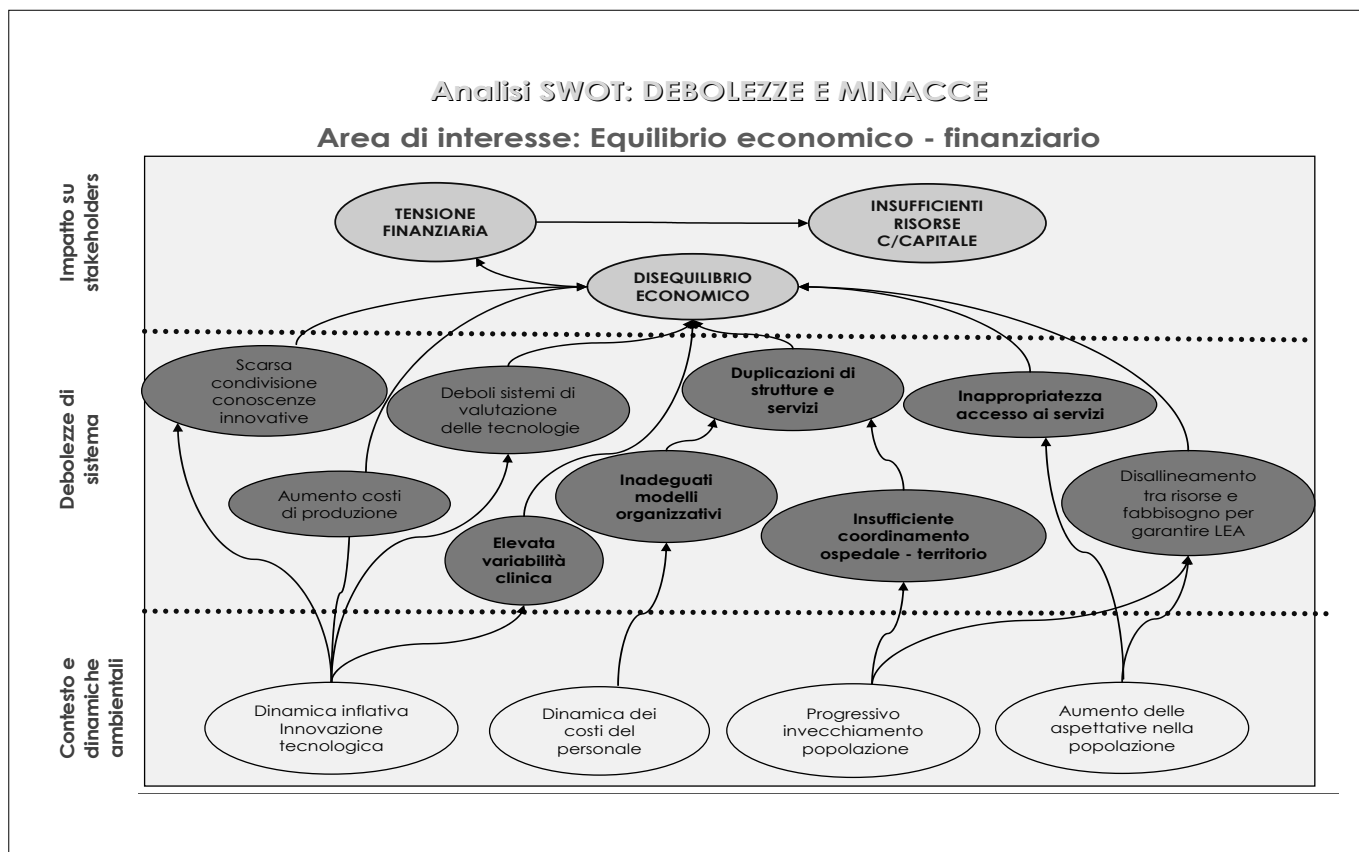 Analisi SWOT: DEBOLEZZE E MINACCE
Area di interesse: Equilibrio economico - finanziario
Impatto su
stakeholders
TENSIONE
FINANZIARiA
INSUFFICIENTI
RISORSE
C/CAPITALE
DISEQUILIBRIO
ECONOMICO
Debolezze di
sistema
Scarsa
condivisione
conoscenze
innovative
Deboli sistemi di
valutazione
delle tecnologie
Duplicazioni di
strutture e
servizi
Inappropriatezza
accesso ai servizi
Aumento costi
di produzione
Elevata
variabilità
clinica
Inadeguati
modelli
organizzativi
Insufficiente
coordinamento
ospedale - territorio
Disallineamento
tra risorse e
fabbisogno per
garantire LEA
Contesto e
dinamiche
ambientali
Dinamica inflativa
Innovazione
tecnologica
Dinamica dei
costi del
personale
Progressivo
invecchiamento
popolazione
Aumento delle
aspettative nella
popolazione